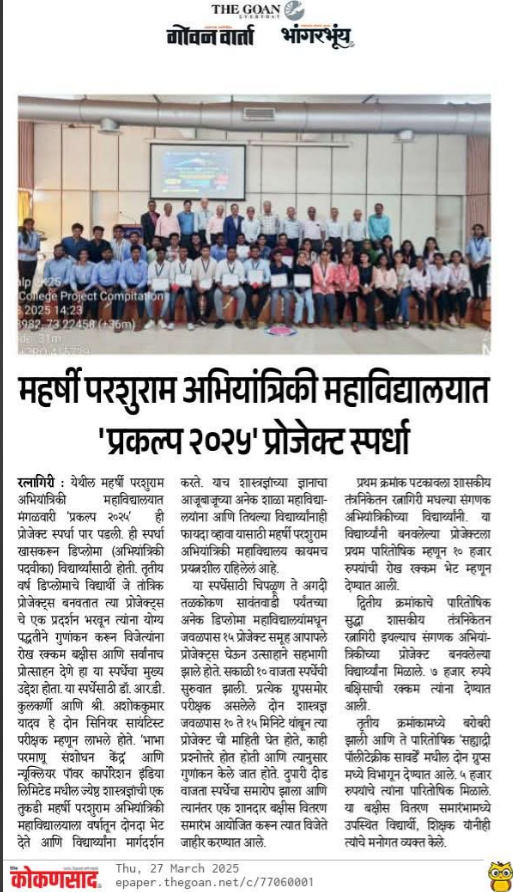 THE GOAN
EVERYDAY
गोंवन वार्ता
भांगरभूंय
alp 2K25
College Project Compitation
2025 14:23
8982, 73.22458 (+36m)
31m
महर्षी परशुराम अभियांत्रिकी महाविद्यालयात
'प्रकल्प २०२५' प्रोजेक्ट स्पर्धा
रत्नागिरी : येथील महर्षी परशुराम
अभियांत्रिकी महाविद्यालयात
मंगळवारी 'प्रकल्प २०२५' ही
प्रोजेक्ट स्पर्धा पार पडली. ही स्पर्धा
खासकरून डिप्लोमा (अभियांत्रिकी
पदवीका) विद्यार्थ्यांसाठी होती. तृतीय
वर्ष डिप्लोमाचे विद्यार्थी जे तांत्रिक
प्रोजेक्ट्स बनवतात त्या प्रोजेक्ट्स
चे एक प्रदर्शन भरवून त्यांना योग्य
पद्धतीने गुणांकन करून विजेत्यांना
रोख रक्कम बक्षीस आणि सर्वांनाच
प्रोत्साहन देणे हा या स्पर्धेचा मुख्य
उद्देश होता. या स्पर्धेसाठी डॉ. आर.डी.
कुलकर्णी आणि श्री. अशोककुमार
यादव हे दोन सिनियर सायंटिस्ट
परीक्षक म्हणून लाभले होते. 'भाभा
परमाणू संशोधन केंद्र' आणि
न्यूक्लियर पॉवर कार्पोरेशन इंडिया
लिमिटेड मधील ज्येष्ठ शास्त्रज्ञांची एक
तुकडी महर्षी परशुराम अभियांत्रिकी
महाविद्यालयाला वर्षातून दोनदा भेट
देते आणि विद्यार्थ्यांना मार्गदर्शन
करते. याच शास्त्रज्ञांच्या ज्ञानाचा
आजूबाजूच्या अनेक शाळा महाविद्या-
लयांना आणि तिथल्या विद्यार्थ्यांनाही
फायदा व्हावा यासाठी महर्षी परशुराम
अभियांत्रिकी महाविद्यालय कायमच
प्रयत्नशील राहिलेलं आहे.
या स्पर्धेसाठी चिपळूण ते अगदी
तळकोकण सावंतवाडी पर्यंतच्या
अनेक डिप्लोमा महाविद्यालयांमधून
जवळपास १५ प्रोजेक्ट समूह आपापले
प्रोजेक्ट्स घेऊन उत्साहाने सहभागी
झाले होते. सकाळी १० वाजता स्पर्धेची
सुरुवात झाली. प्रत्येक ग्रुपसमोर
परीक्षक असलेले दोन शास्त्रज्ञ
जवळपास १० ते १५ मिनिटे थांबून त्या
प्रोजेक्ट ची माहिती घेत होते, काही
प्रश्नोत्तरे होत होती आणि त्यानुसार
गुणांकन केले जात होते. दुपारी दीड
वाजता स्पर्धेचा समारोप झाला आणि
त्यानंतर एक शानदार बक्षीस वितरण
समारंभ आयोजित करून त्यात विजेते
जाहीर करण्यात आले.
प्रथम क्रमांक पटकावला शासकीय
तंत्रनिकेतन रत्नागिरी मधल्या संगणक
अभियांत्रिकीच्या विद्यार्थ्यांनी. या
विद्यार्थ्यांनी बनवलेल्या प्रोजेक्टला
प्रथम पारितोषिक म्हणून १० हजार
रुपयांची रोख रक्कम भेट म्हणून
देण्यात आली.
द्वितीय क्रमांकाचे पारितोषिक
सुद्धा शासकीय तंत्रनिकेतन
रत्नागिरी इथल्याच संगणक अभियां-
त्रिकीच्या प्रोजेक्ट बनवलेल्या
विद्यार्थ्यांना मिळाले. ७ हजार रुपये
बक्षिसाची रक्कम त्यांना देण्यात
आली.
तृतीय क्रमांकामध्ये बरोबरी
झाली आणि ते पारितोषिक 'सह्याद्री
पॉलीटेक्नीक सावर्डे' मधील दोन ग्रुप्स
मध्ये विभागून देण्यात आले. ५ हजार
रुपयांचे त्यांना पारितोषिक मिळाले.
या बक्षीस वितरण समारंभामध्ये
उपस्थित विद्यार्थी, शिक्षक यांनीही
त्यांचे मनोगत व्यक्त केले.
कोकणसाद
Thu, 27 March 2025
epaper.thegoan.net/c/77060001